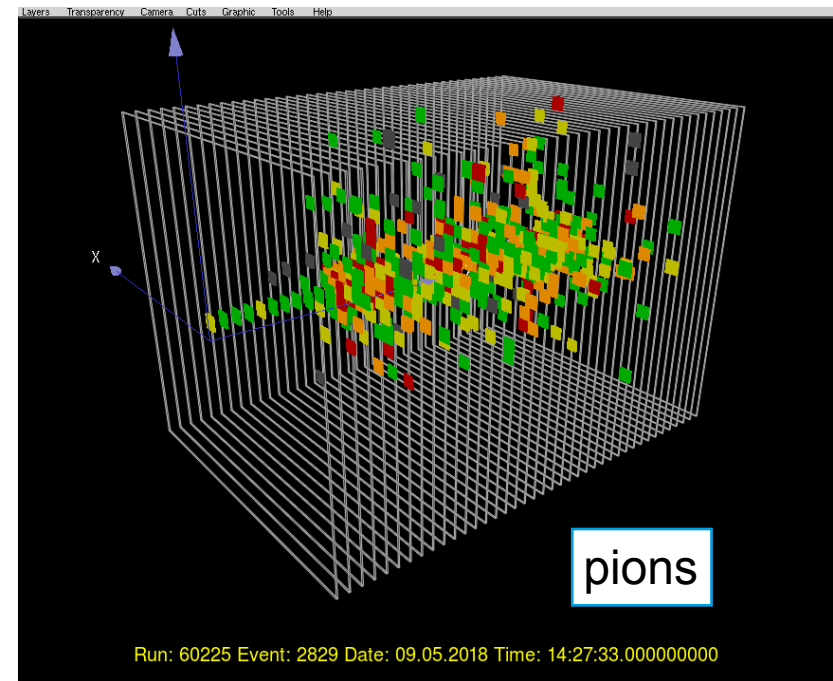 Layers Transparency Camera Cuts Graphic Tools Help
X
pions
Run: 60225 Event: 2829 Date: 09.05.2018 Time: 14:27:33.000000000